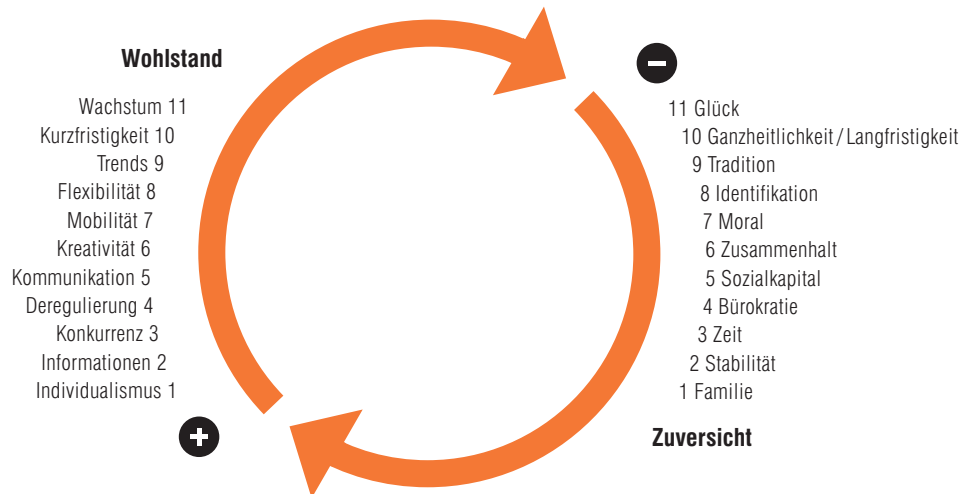 Wohlstand
Wachstum 11
Kurzfristigkeit 10
Trends 9
Flexibilität 8
Mobilität 7
Kreativität 6
Kommunikation 5
Deregulierung 4
Konkurrenz 3
Informationen 2
Individualismus 1
+
–
11 Glück
10 Ganzheitlichkeit / Langfristigkeit
9 Tradition
8 Identifikation
7 Moral
6 Zusammenhalt
5 Sozialkapital
4 Bürokratie
3 Zeit
2 Stabilität
1 Familie
Zuversicht